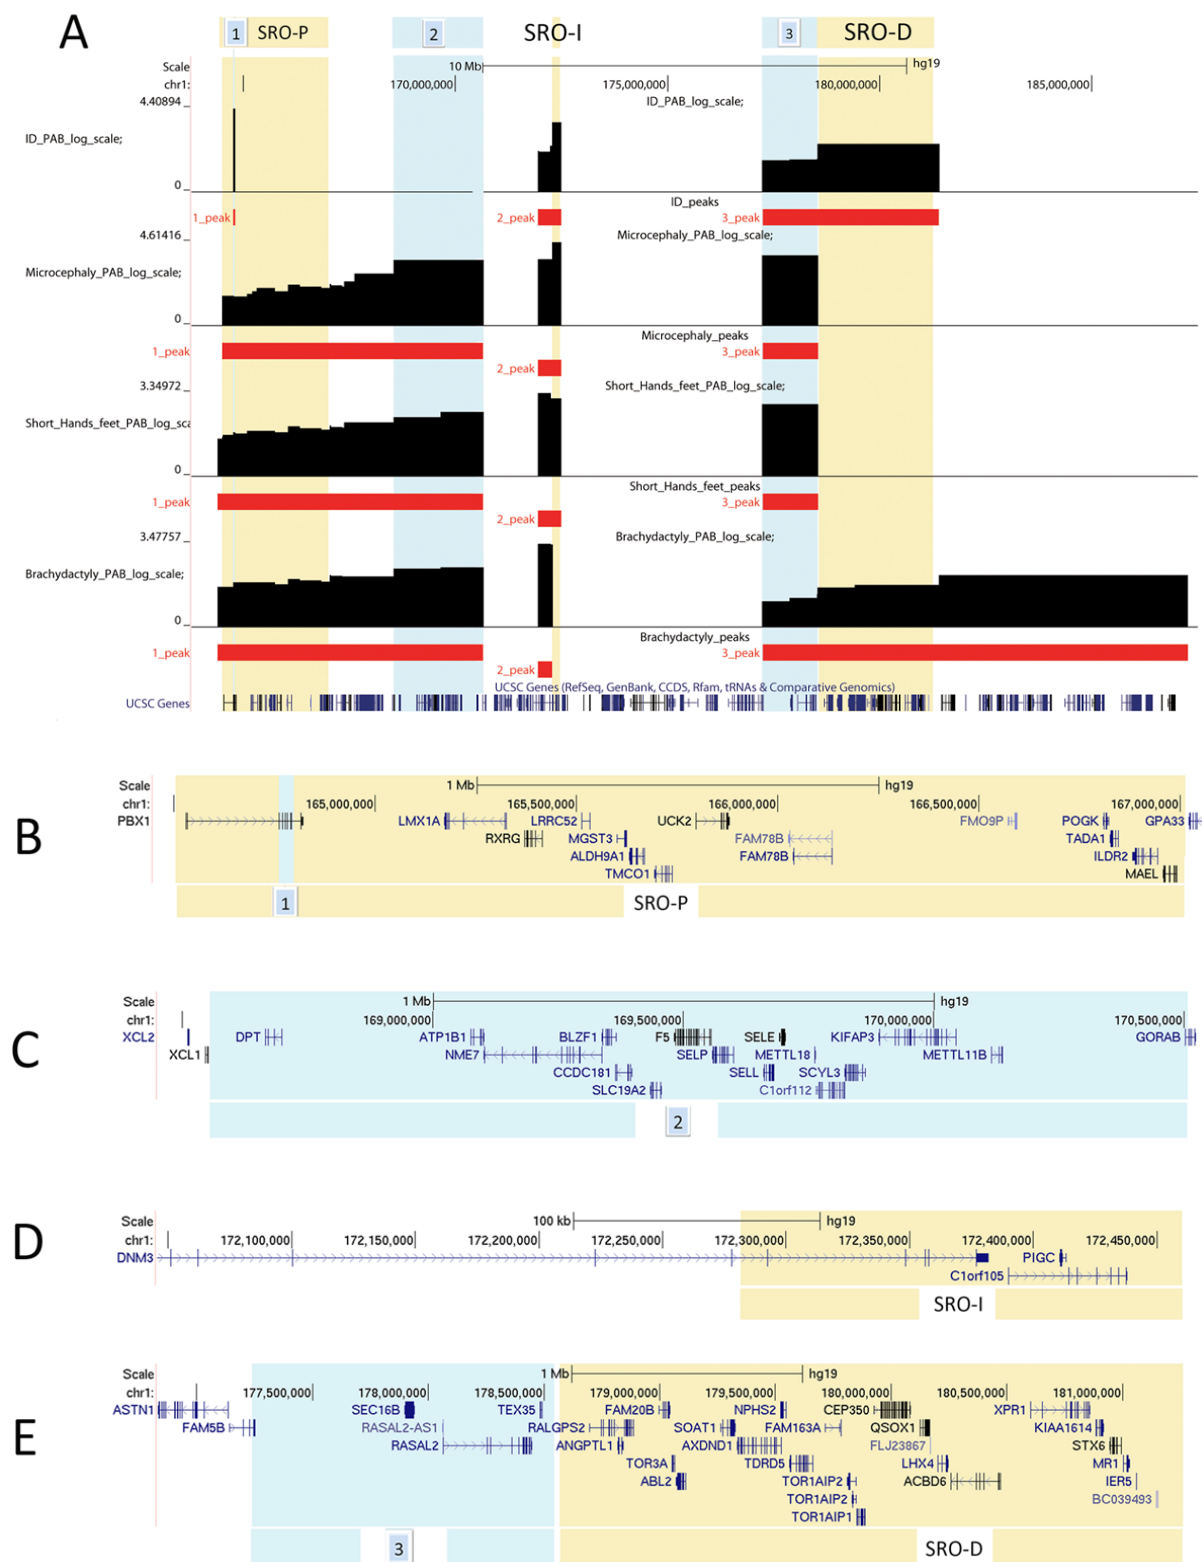 A
1 SRO-P 2 SRO-I 3 SRO-D
Scale 10 Mb hg19
chr1: 170,000,000 175,000,000 180,000,000 185,000,000
4.40894 ID_PAB_log_scale;
ID_PAB_log_scale;
0
ID_peaks
1_peak 2_peak 3_peak
4.61416 Microcephaly_PAB_log_scale;
Microcephaly_PAB_log_scale;
0
Microcephaly_peaks
1_peak 3_peak
2_peak
3.34972 Short_Hands_feet_PAB_log_scale;
Short_Hands_feet_PAB_log_sca
0
Short_Hands_feet_peaks
1_peak 3_peak
2_peak
3.47757 Brachydactyly_PAB_log_scale;
Brachydactyly_PAB_log_scale;
0
Brachydactyly_peaks
1_peak 3_peak
2_peak
UCSC Genes (RefSeq, GenBank, CCDS, Rfam, tRNAs & Comparative Genomics)
UCSC Genes
B
Scale 1 Mb hg19
chr1: 165,000,000 165,500,000 166,000,000 166,500,000 167,000,000
PBX1 LMX1A LRRC52 UCK2 FMO9P POGK GPA33
RXRG MGST3 FAM78B TADA1
ALDH9A1 FAM78B ILDR2
TMCO1 MAEL
1 SRO-P
C
Scale 1 Mb hg19
chr1: 169,000,000 169,500,000 170,000,000 170,500,000
XCL2 DPT ATP1B1 BLZF1 F5 SELE KIFAP3 GORAB
XCL1 NME7 SELP METTL18 METTL11B
CCDC181 SELL SCYL3
SLC19A2 C1orf112
2
D
Scale 100 kb hg19
chr1: 172,100,000 172,150,000 172,200,000 172,250,000 172,300,000 172,350,000 172,400,000 172,450,000
DNM3 PIGC
C1orf105
SRO-I
E
Scale 1 Mb hg19
chr1: 177,500,000 178,000,000 178,500,000 179,000,000 179,500,000 180,000,000 180,500,000 181,000,000
ASTN1 SEC16B TEX35 FAM20B NPHS2 CEP350 XPR1
FAM5B RASAL2-AS1 RALGPS2 SOAT1 FAM163A QSOX1 KIAA1614
RASAL2 ANGPTL1 AXDND1 FLJ23867 STX6
TOR3A TDRD5 LHX4 MR1
ABL2 TOR1AIP2 ACBD6 IER5
TOR1AIP2 BC039493
TOR1AIP1
3 SRO-D